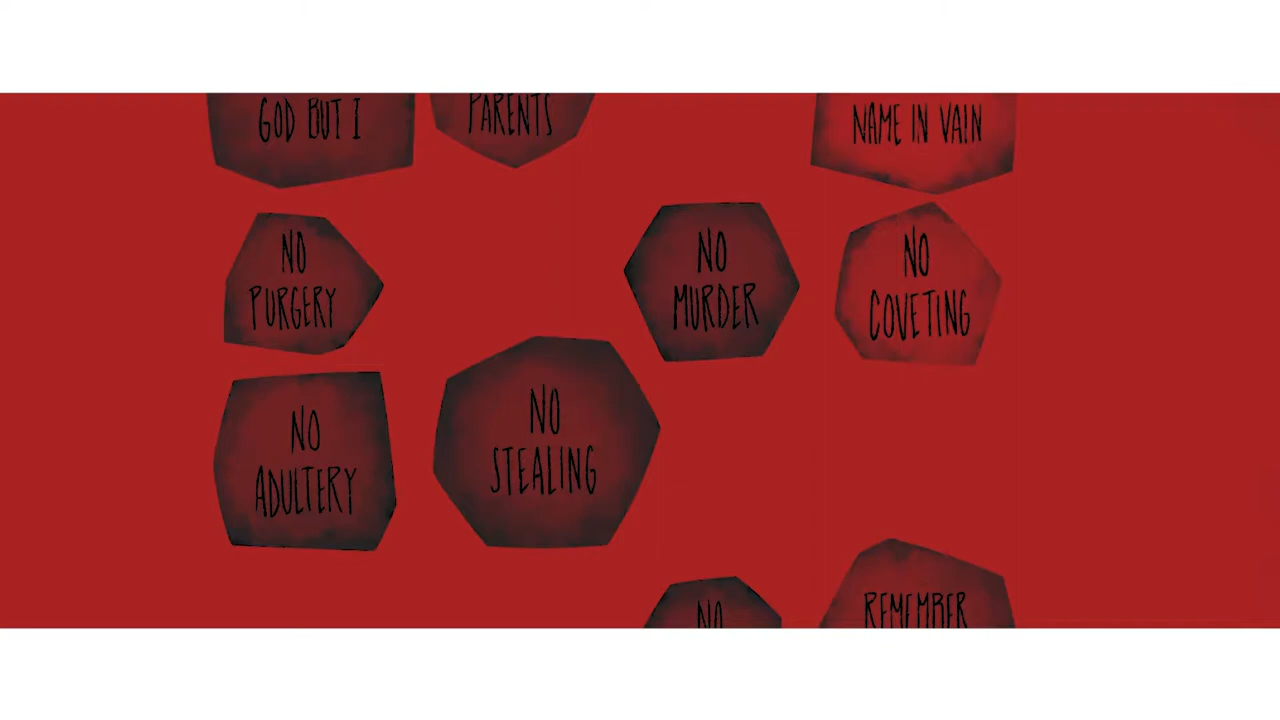 GOD BUT I
PARENTS
NAME IN VAIN
NO
PURGERY
NO
MURDER
NO
COVETING
NO
ADULTERY
NO
STEALING
NO
REMEMBER